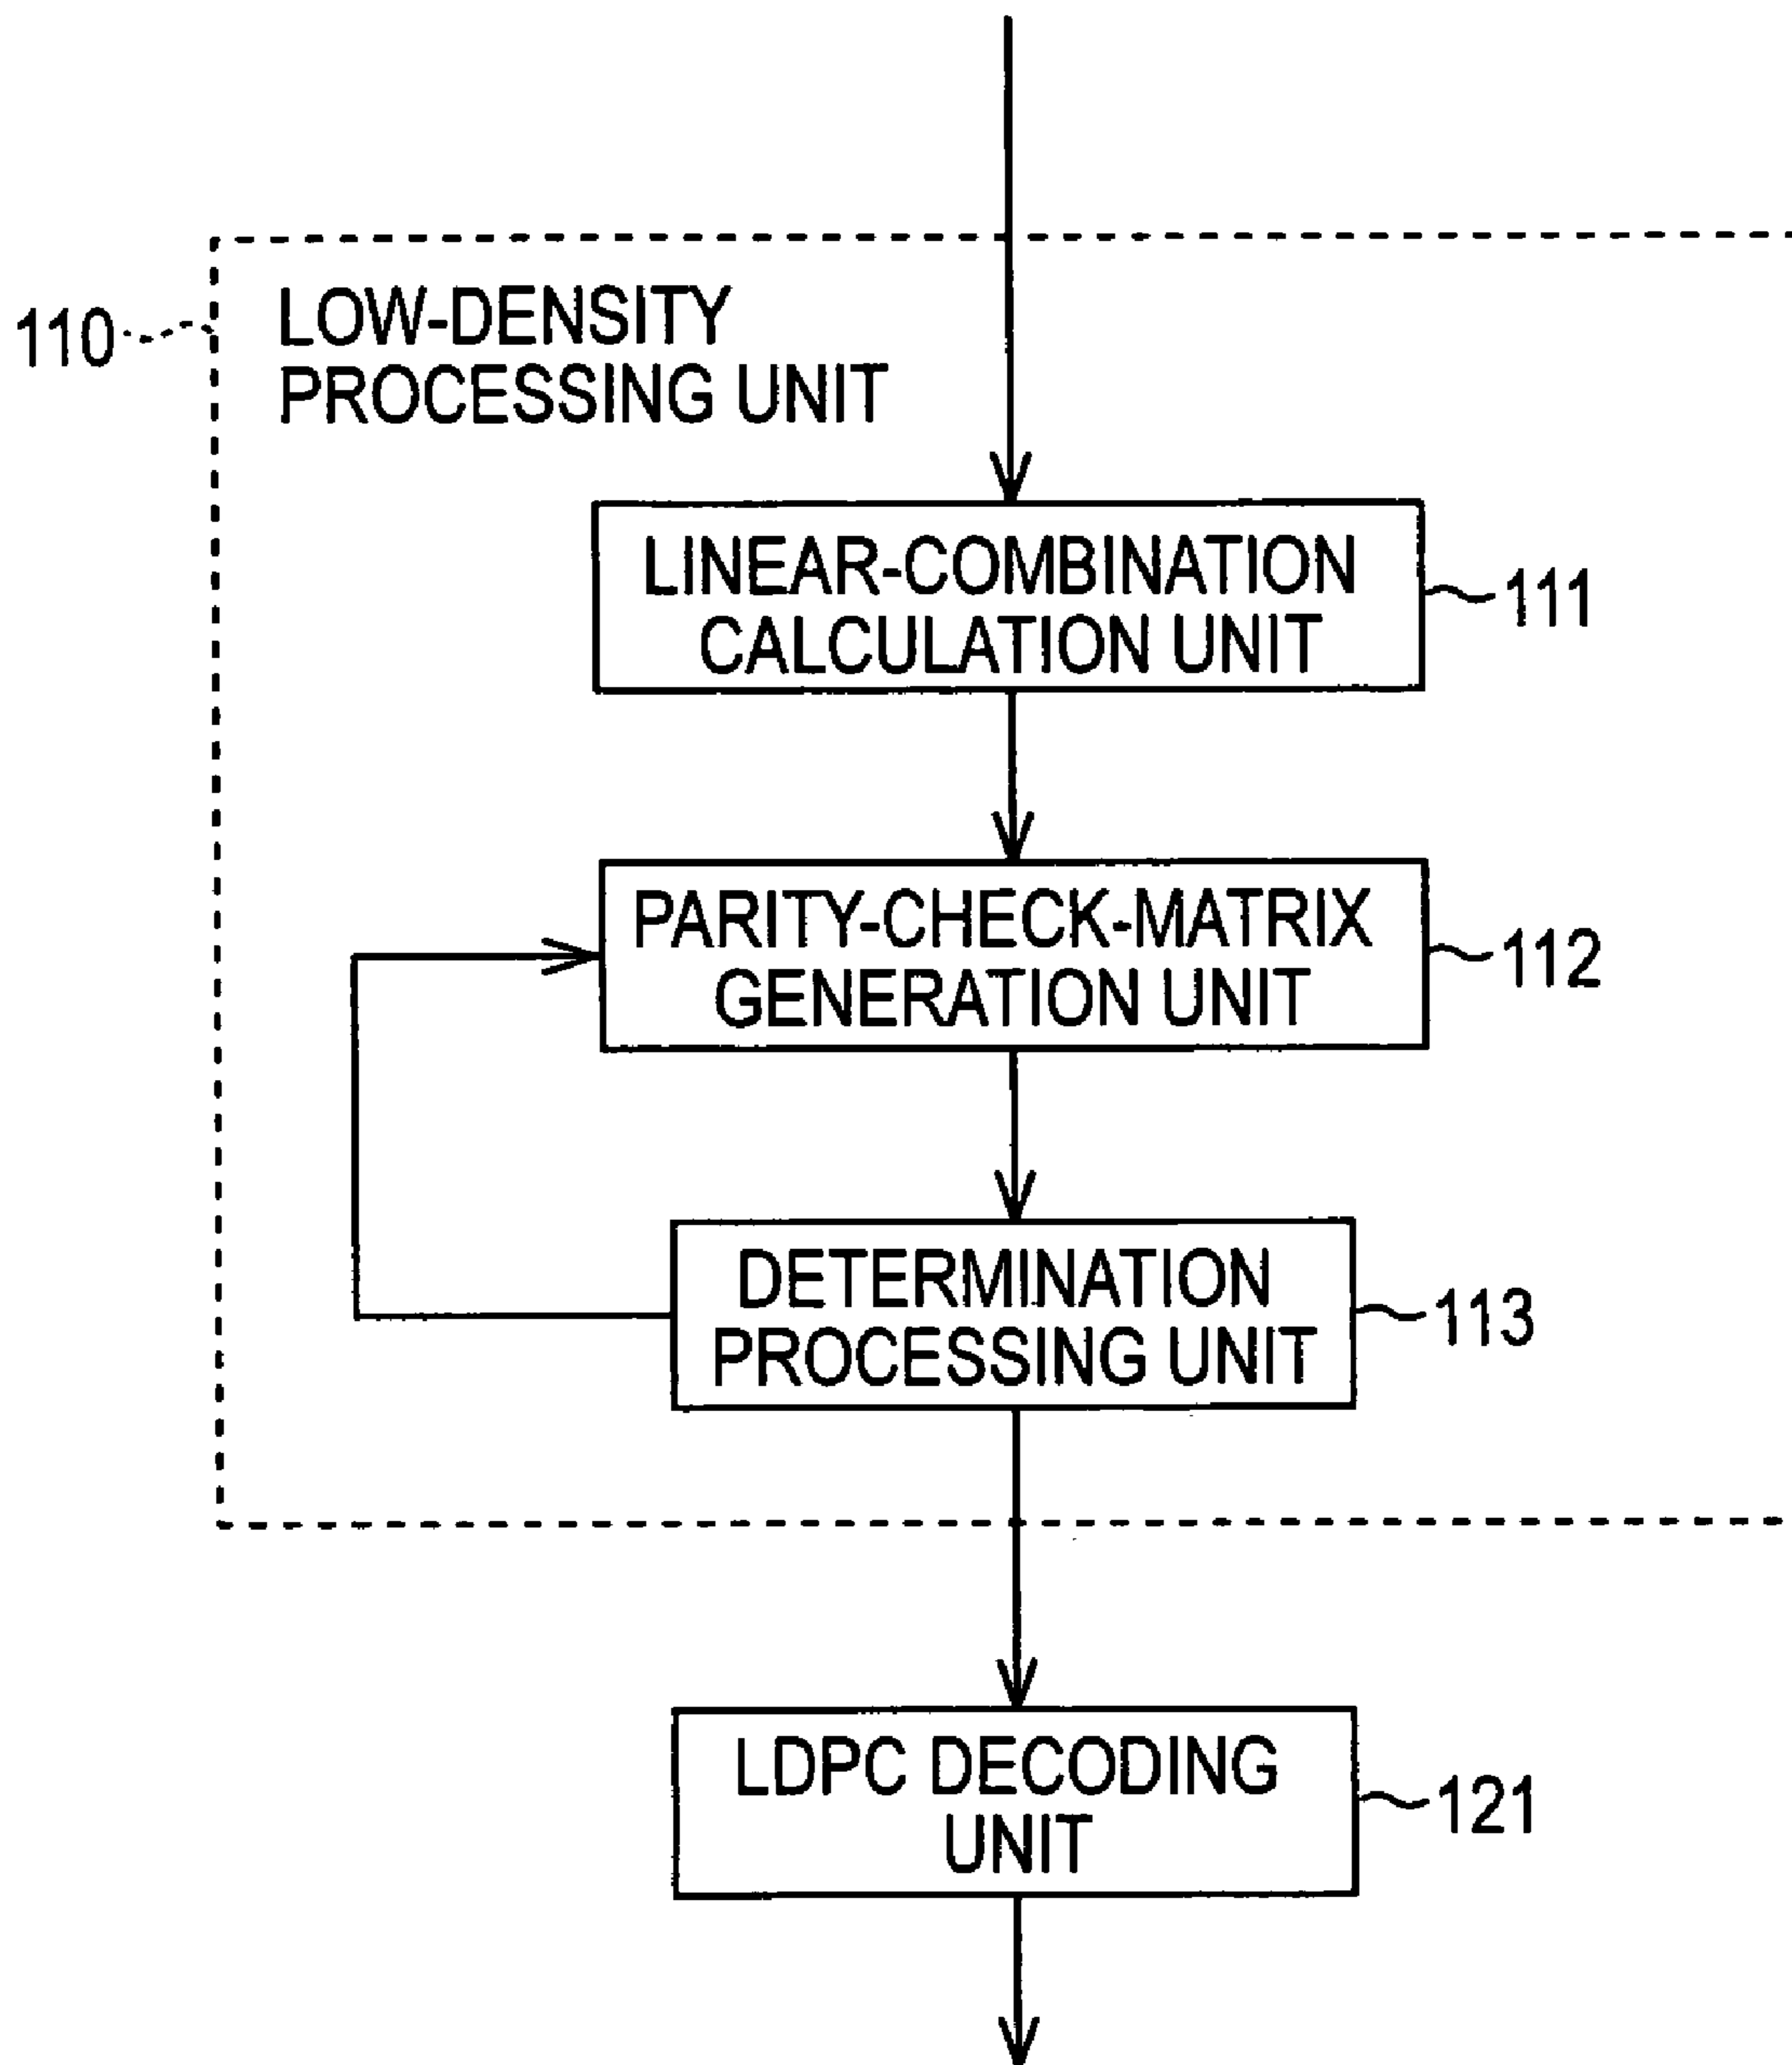 110
LOW-DENSITY
PROCESSING UNIT
LINEAR-COMBINATION
CALCULATION UNIT
111
PARITY-CHECK-MATRIX
GENERATION UNIT
112
DETERMINATION
PROCESSING UNIT
113
LDPC DECODING
UNIT
121